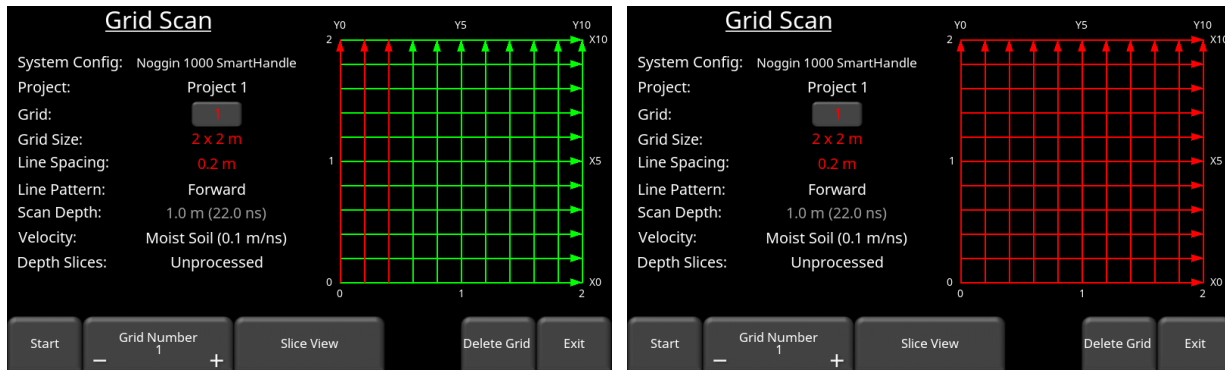 Grid Scan
System Config: Noggin 1000 SmartHandle
Project: Project 1
Grid: 1
Grid Size: 2 x 2 m
Line Spacing: 0.2 m
Line Pattern: Forward
Scan Depth: 1.0 m (22.0 ns)
Velocity: Moist Soil (0.1 m/ns)
Depth Slices: Unprocessed
Y0 Y5 Y10
2 X10
1 X5
0 X0
0 1 2
Start
Grid Number
1
− +
Slice View
Delete Grid
Exit
Grid Scan
System Config: Noggin 1000 SmartHandle
Project: Project 1
Grid: 1
Grid Size: 2 x 2 m
Line Spacing: 0.2 m
Line Pattern: Forward
Scan Depth: 1.0 m (22.0 ns)
Velocity: Moist Soil (0.1 m/ns)
Depth Slices: Unprocessed
Y0 Y5 Y10
2 X10
1 X5
0 X0
0 1 2
Start
Grid Number
1
− +
Slice View
Delete Grid
Exit